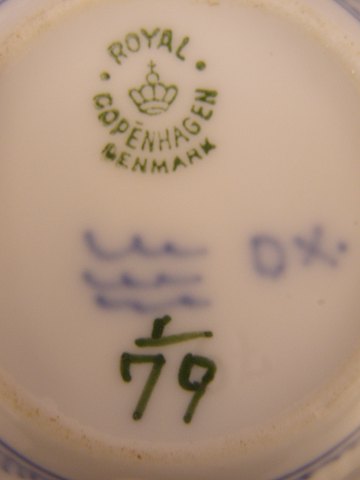 ROYAL
COPENHAGEN
DENMARK
DX.
1/
79